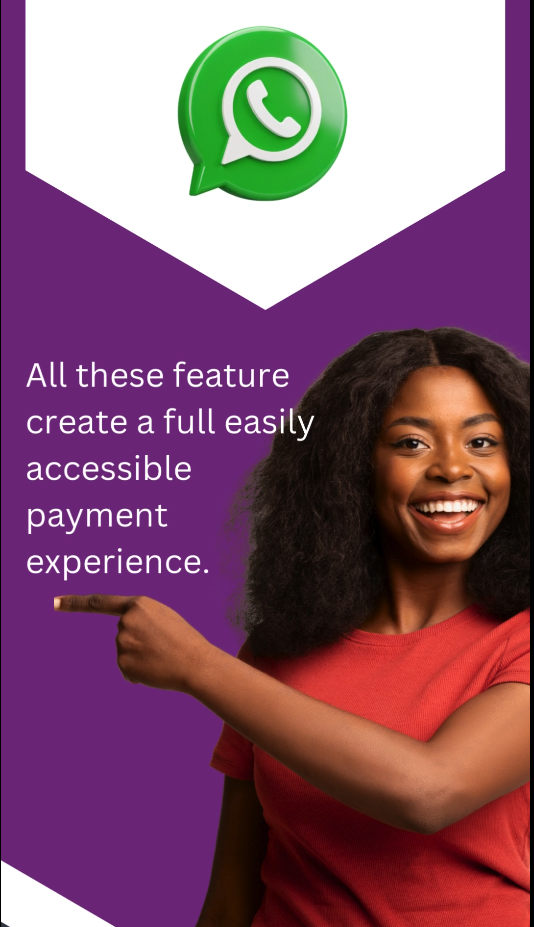 All these feature
create a full easily
accessible
payment
experience.